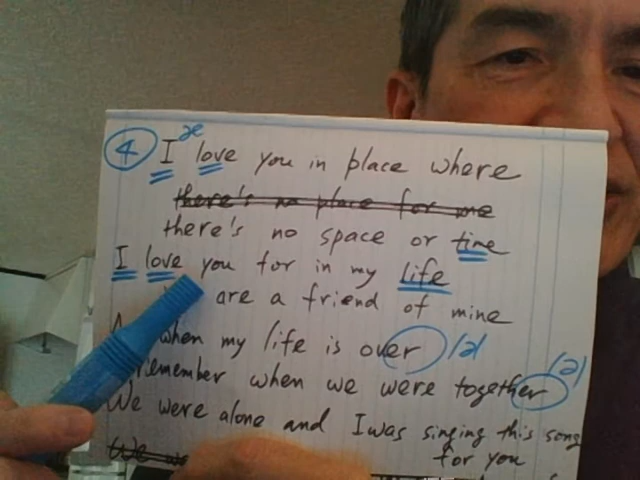 4 I æ love you in place where
there's no place for me
there's no space or time
I love you for in my life
are a friend of mine
when my life is over /ə/
remember when we were together /ə/
We were alone and I was singing this song
for you
We